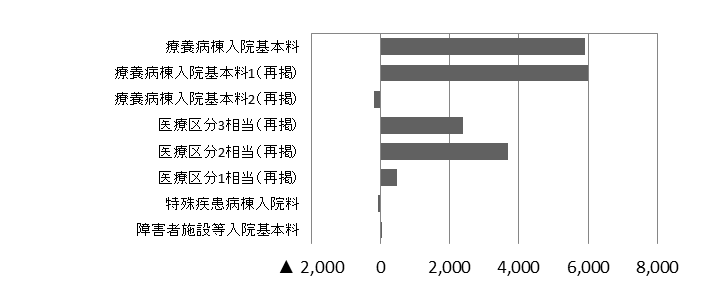 療養病棟入院基本料
療養病棟入院基本料1（再掲）
療養病棟入院基本料2（再掲）
医療区分3相当（再掲）
医療区分2相当（再掲）
医療区分1相当（再掲）
特殊疾患病棟入院料
障害者施設等入院基本料
▲ 2,000 0 2,000 4,000 6,000 8,000